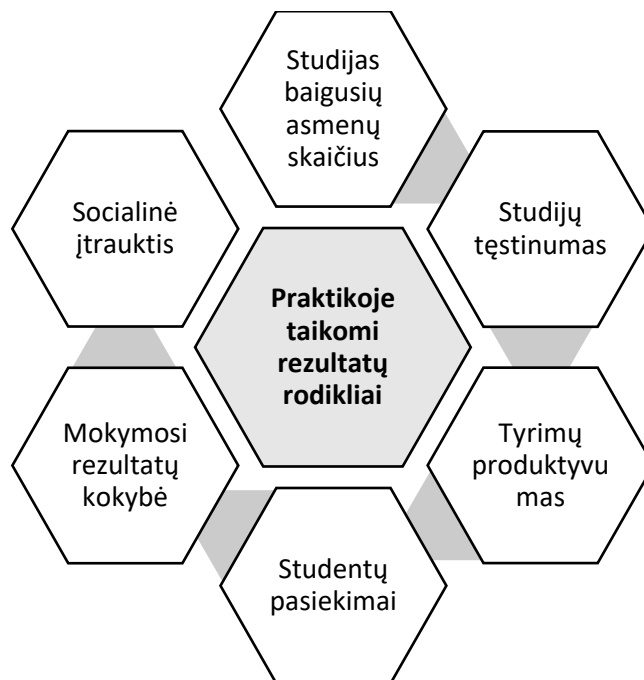 Studijas
baigusių
asmenų
skaičius
Socialinė
įtrauktis
Studijų
tęstinumas
Praktikoje
taikomi
rezultatų
rodikliai
Mokymosi
rezultatų
kokybė
Tyrimų
produktyvu
mas
Studentų
pasiekimai